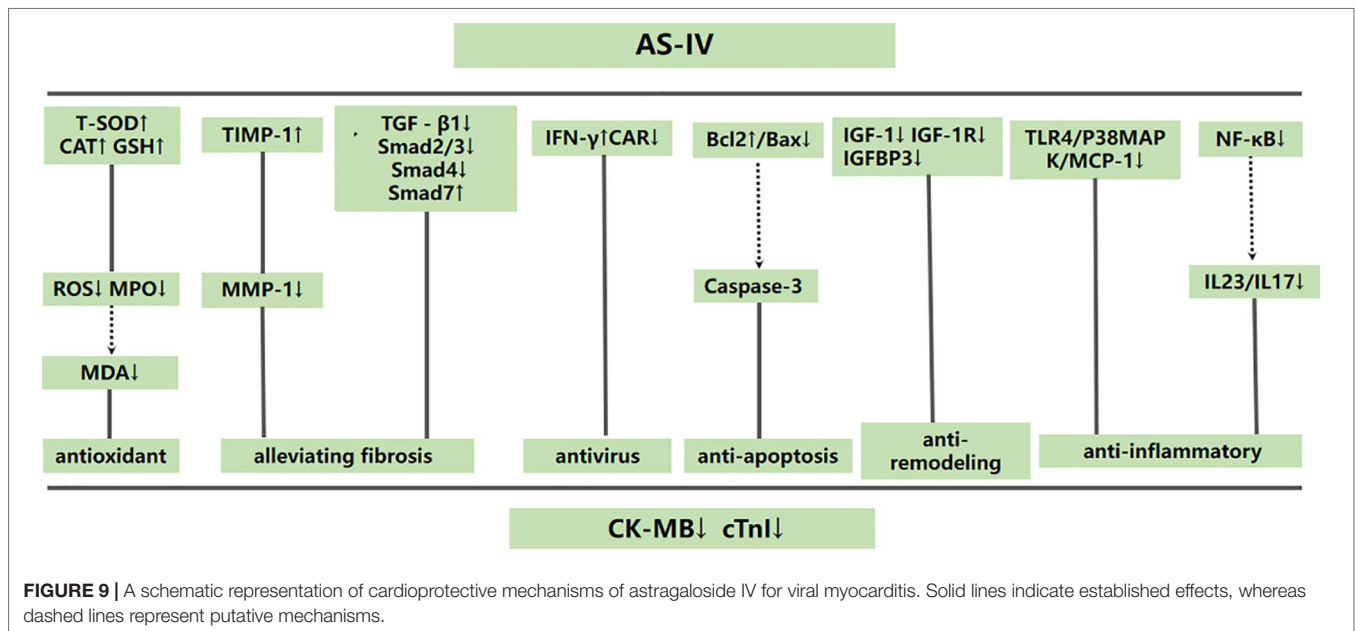 AS-IV
T-SOD↑
CAT↑ GSH↑
TIMP-1↑
TGF - β1↓
Smad2/3↓
Smad4↓
Smad7↑
IFN-γ↑CAR↓
Bcl2↑/Bax↓
IGF-1↓ IGF-1R↓
IGFBP3↓
TLR4/P38MAP
K/MCP-1↓
NF-κB↓
ROS↓ MPO↓
MMP-1↓
Caspase-3
IL23/IL17↓
MDA↓
antioxidant
alleviating fibrosis
antivirus
anti-apoptosis
anti-
remodeling
anti-inflammatory
CK-MB↓ cTnI↓
FIGURE 9 | A schematic representation of cardioprotective mechanisms of astragaloside IV for viral myocarditis. Solid lines indicate established effects, whereas
dashed lines represent putative mechanisms.